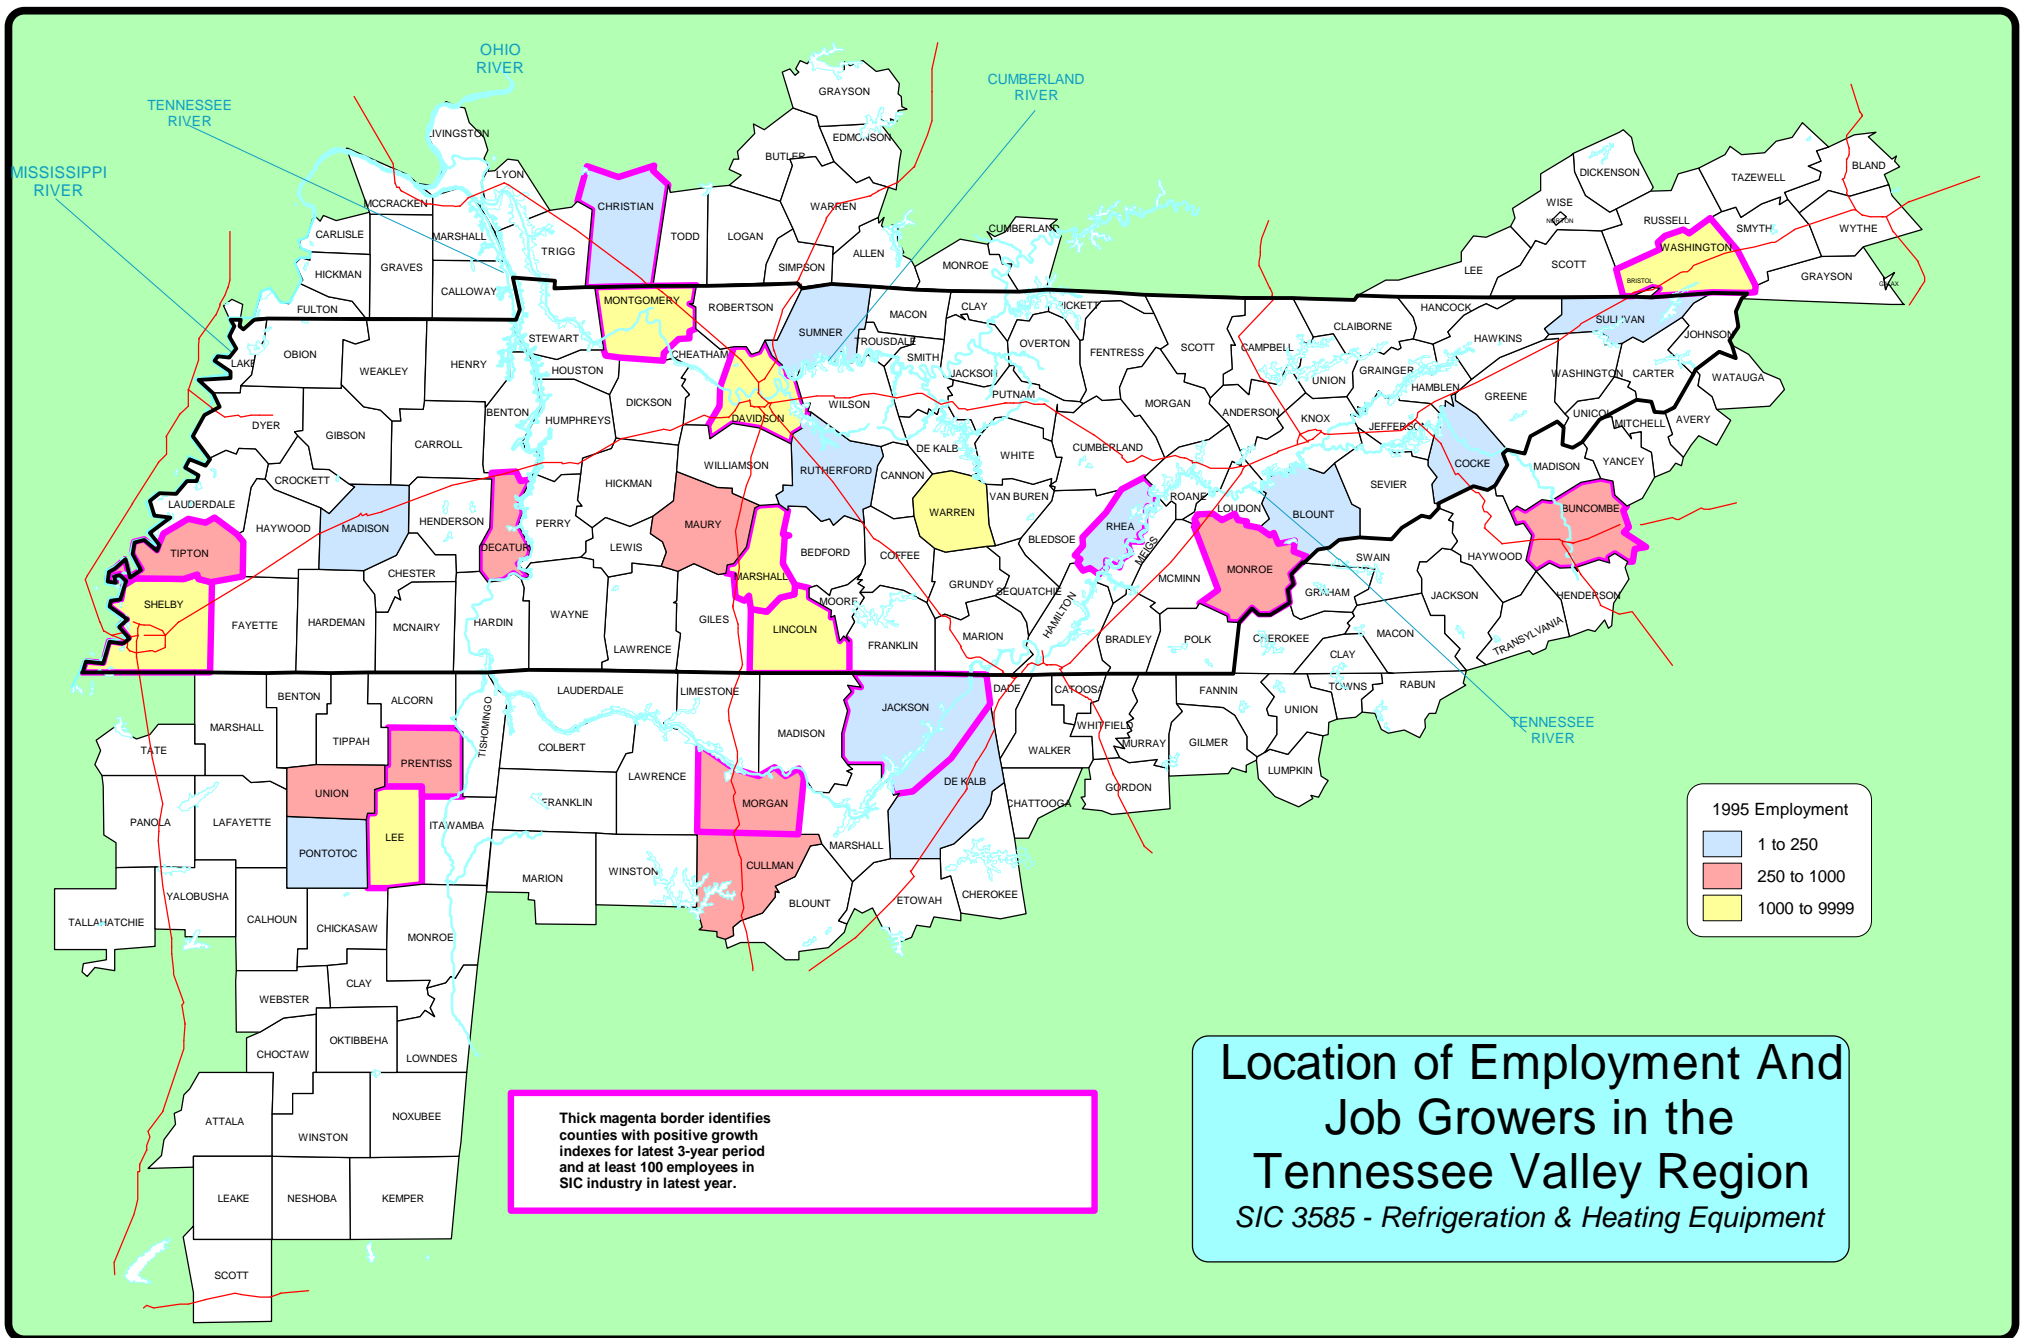 OHIO
RIVER
TENNESSEE
RIVER
CUMBERLAND
RIVER
MISSISSIPPI
RIVER
GRAYSON
EDMONSON
BUTLER
LIVINGSTON
LYON
CHRISTIAN
WARREN
MCCRACKEN
CARLISLE
MARSHALL
TRIGG
TODD
LOGAN
ALLEN
SIMPSON
CUMBERLAND
MONROE
HICKMAN
GRAVES
CALLOWAY
FULTON
DICKENSON
TAZEWELL
BLAND
WISE
NORTON
RUSSELL
SMYTH
WYTHE
WASHINGTON
LEE
SCOTT
BRISTOL
GRAYSON
GALAX
MONTGOMERY
ROBERTSON
SUMNER
MACON
CLAY
PICKETT
STEWART
CHEATHAM
TROUSDALE
SMITH
OVERTON
FENTRESS
SCOTT
CAMPBELL
CLAIBORNE
HANCOCK
HAWKINS
SULLIVAN
JOHNSON
LAKE
OBION
WEAKLEY
HENRY
HOUSTON
JACKSON
PUTNAM
UNION
GRAINGER
HAMBLEN
GREENE
WASHINGTON
CARTER
WATAUGA
BENTON
HUMPHREYS
DICKSON
DAVIDSON
WILSON
MORGAN
ANDERSON
KNOX
JEFFERSON
UNICOI
MITCHELL
AVERY
DYER
GIBSON
CARROLL
DE KALB
WHITE
CUMBERLAND
WILLIAMSON
RUTHERFORD
CANNON
COCKE
MADISON
YANCEY
CROCKETT
HICKMAN
VAN BUREN
ROANE
LOUDON
BLOUNT
SEVIER
BUNCOMBE
LAUDERDALE
HAYWOOD
MADISON
HENDERSON
PERRY
MAURY
WARREN
RHEA
TIPTON
DECATUR
LEWIS
BEDFORD
COFFEE
BLEDSOE
MEIGS
MCMINN
MONROE
SWAIN
HAYWOOD
CHESTER
MARSHALL
GRUNDY
SEQUATCHIE
GRAHAM
JACKSON
HENDERSON
SHELBY
FAYETTE
HARDEMAN
MCNAIRY
HARDIN
WAYNE
LAWRENCE
GILES
LINCOLN
MOORE
FRANKLIN
MARION
HAMILTON
BRADLEY
POLK
CHEROKEE
MACON
CLAY
TRANSYLVANIA
BENTON
ALCORN
TISHOMINGO
LAUDERDALE
LIMESTONE
MADISON
JACKSON
DADE
CATOOSA
FANNIN
TOWNS
RABUN
UNION
MARSHALL
TIPPAH
COLBERT
WHITFIELD
MURRAY
GILMER
WALKER
LUMPKIN
TENNESSEE
RIVER
TATE
PRENTISS
LAWRENCE
MORGAN
DE KALB
CHATTOOGA
GORDON
UNION
FRANKLIN
PANOLA
LAFAYETTE
PONTOTOC
LEE
ITAWAMBA
MARSHALL
MARION
WINSTON
CULLMAN
BLOUNT
ETOWAH
CHEROKEE
YALOBUSHA
TALLAHATCHIE
CALHOUN
CHICKASAW
MONROE
WEBSTER
CLAY
CHOCTAW
OKTIBBEHA
LOWNDES
ATTALA
WINSTON
NOXUBEE
LEAKE
NESHOBA
KEMPER
SCOTT
1995 Employment
1 to 250
250 to 1000
1000 to 9999
Thick magenta border identifies
counties with positive growth
indexes for latest 3-year period
and at least 100 employees in
SIC industry in latest year.
Location of Employment And
Job Growers in the
Tennessee Valley Region
SIC 3585 - Refrigeration & Heating Equipment